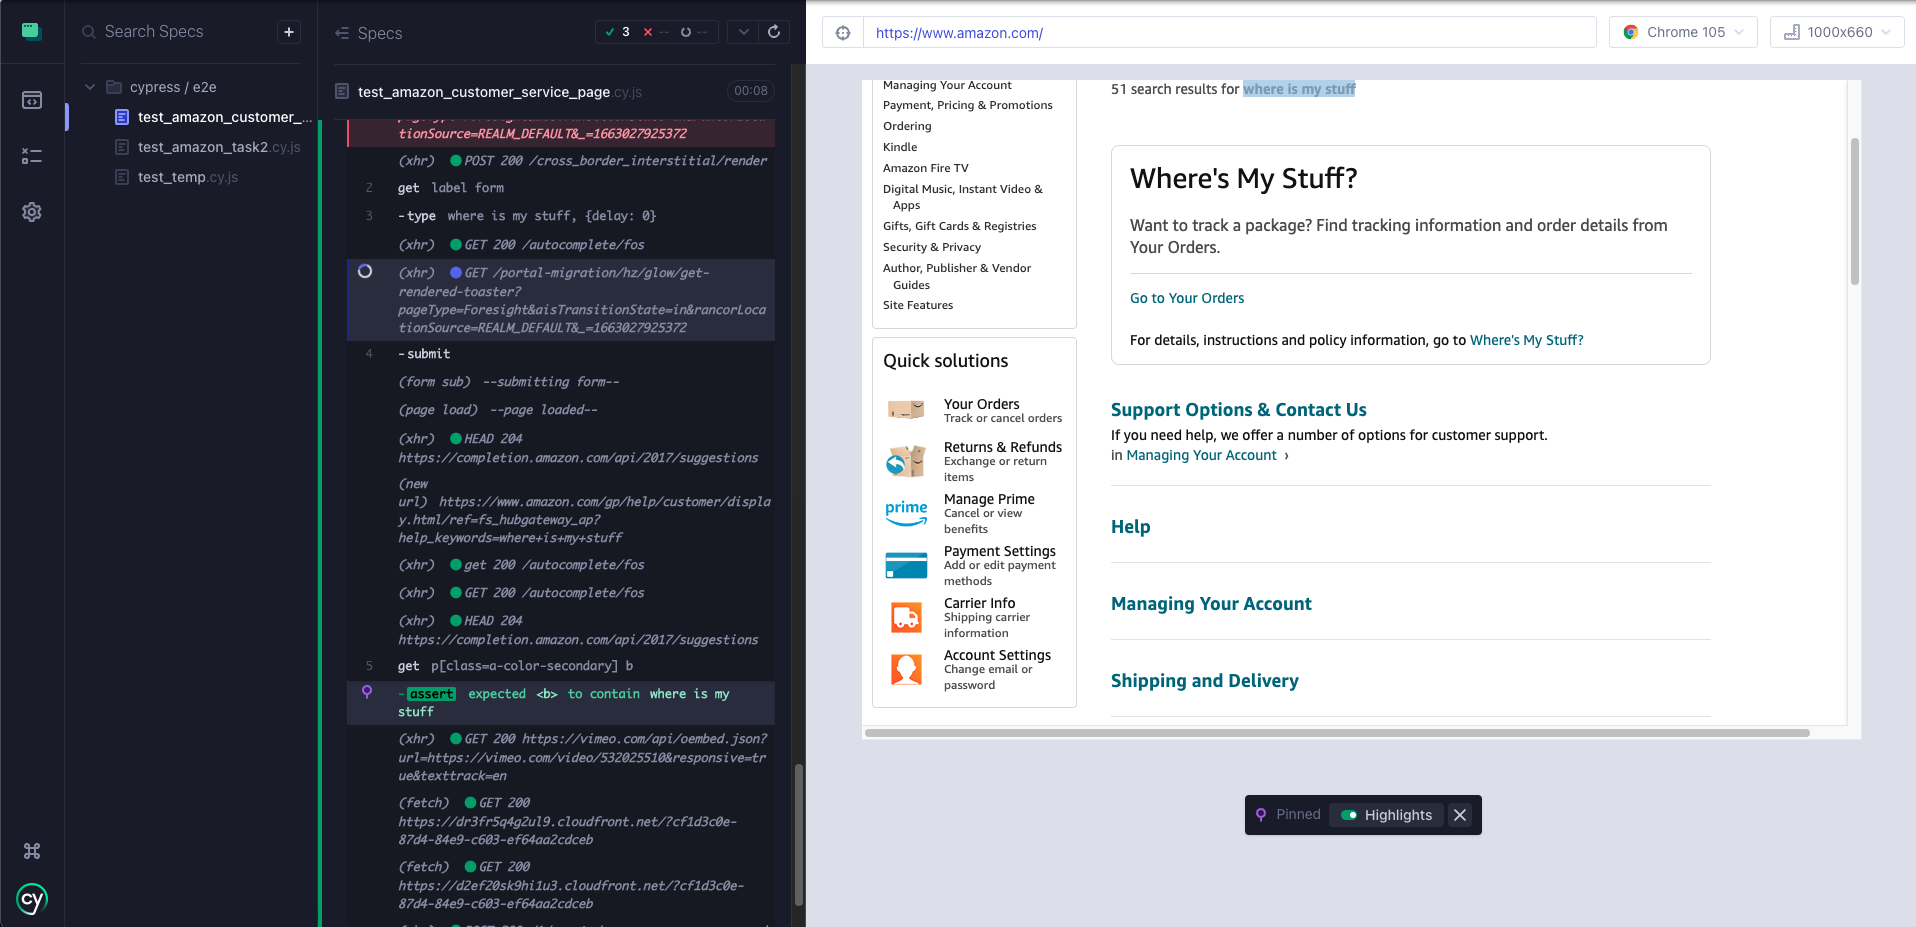 Search Specs
+
cypress / e2e
test_amazon_customer_...
test_amazon_task2.cy.js
test_temp.cy.js
cy
Specs
3
--
--
test_amazon_customer_service_page.cy.js
00:08
tionSource=REALM_DEFAULT&_=1663027925372
(xhr) POST 200 /cross_border_interstitial/render
2 get label form
3 -type where is my stuff, {delay: 0}
(xhr) GET 200 /autocomplete/fos
(xhr) GET /portal-migration/hz/glow/get-
rendered-toaster?
pageType=Foresight&aisTransitionState=in&rancorLoca
tionSource=REALM_DEFAULT&_=1663027925372
4 -submit
(form sub) --submitting form--
(page load) --page loaded--
(xhr) HEAD 204
https://completion.amazon.com/api/2017/suggestions
(new
url) https://www.amazon.com/gp/help/customer/displa
y.html/ref=fs_hubgateway_ap?
help_keywords=where+is+my+stuff
(xhr) get 200 /autocomplete/fos
(xhr) GET 200 /autocomplete/fos
(xhr) HEAD 204
https://completion.amazon.com/api/2017/suggestions
5 get p[class=a-color-secondary] b
-assert expected <b> to contain where is my
stuff
(xhr) GET 200 https://vimeo.com/api/oembed.json?
url=https://vimeo.com/video/532025510&responsive=tr
ue&texttrack=en
(fetch) GET 200
https://dr3fr5q4g2ul9.cloudfront.net/?cf1d3c0e-
87d4-84e9-c603-ef64aa2cdceb
(fetch) GET 200
https://d2ef20sk9hi1u3.cloudfront.net/?cf1d3c0e-
87d4-84e9-c603-ef64aa2cdceb
https://www.amazon.com/
Chrome 105
1000x660
Managing Your Account
Payment, Pricing & Promotions
Ordering
Kindle
Amazon Fire TV
Digital Music, Instant Video &
Apps
Gifts, Gift Cards & Registries
Security & Privacy
Author, Publisher & Vendor
Guides
Site Features
Quick solutions
Your Orders
Track or cancel orders
Returns & Refunds
Exchange or return
items
prime
Manage Prime
Cancel or view
benefits
Payment Settings
Add or edit payment
methods
Carrier Info
Shipping carrier
information
Account Settings
Change email or
password
51 search results for where is my stuff
Where's My Stuff?
Want to track a package? Find tracking information and order details from
Your Orders.
Go to Your Orders
For details, instructions and policy information, go to Where's My Stuff?
Support Options & Contact Us
If you need help, we offer a number of options for customer support.
in Managing Your Account ›
Help
Managing Your Account
Shipping and Delivery
Pinned
Highlights